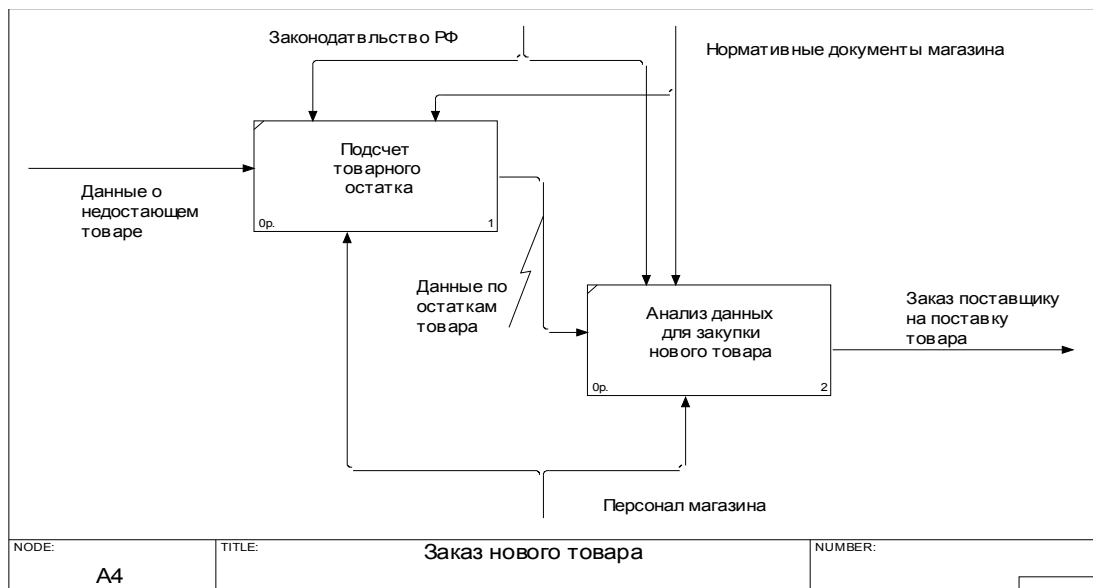 Законодатвльство РФ
Нормативные документы магазина
Подсчет
товарного
остатка
0р.
1
Данные о
недостающем
товаре
Данные по
остаткам
товара
Анализ данных
для закупки
нового товара
0р.
2
Заказ поставщику
на поставку
товара
Персонал магазина
NODE:
TITLE:
Заказ нового товара
NUMBER:
A4